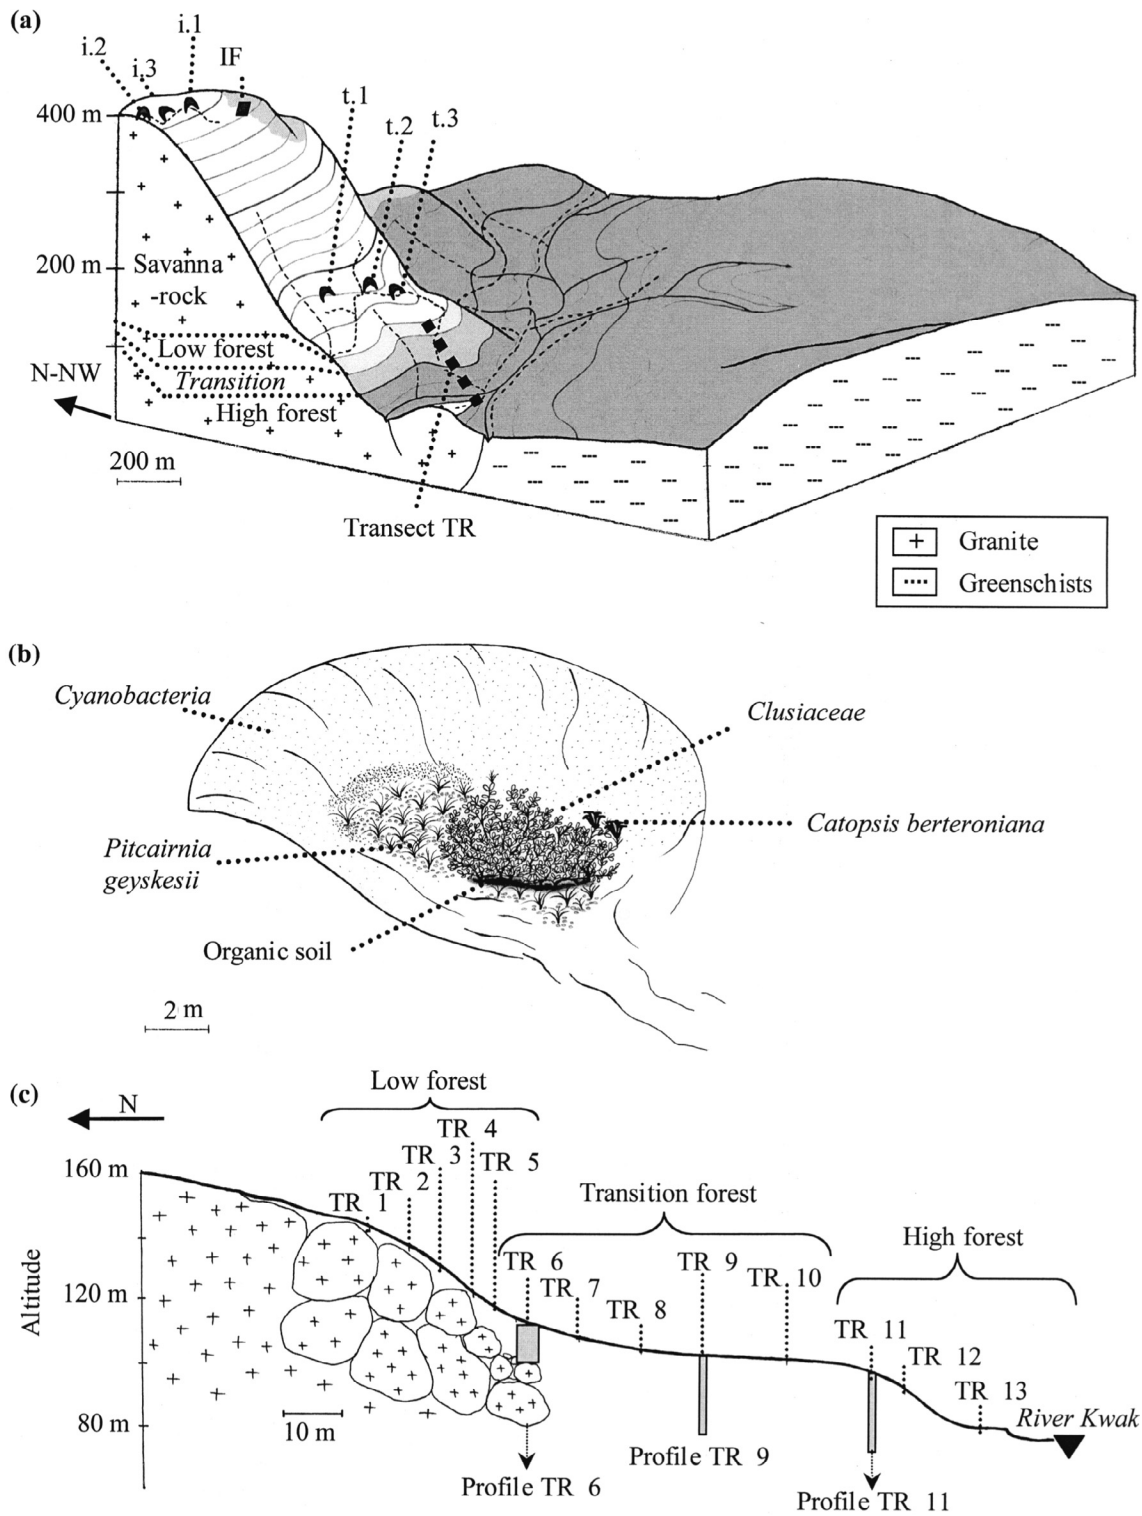 (a)
i.1
i.2
i.3
IF
t.1
t.2
t.3
400 m
200 m
Savanna
-rock
Low forest
Transition
High forest
N-NW
200 m
Transect TR
Granite
Greenschists
(b)
Cyanobacteria
Clusiaceae
Catopsis berteroniana
Pitcairnia
geyskesii
Organic soil
2 m
(c)
N
Low forest
TR 4
TR 3
TR 5
TR 2
TR 1
160 m
Transition forest
High forest
TR 6
TR 9
TR 7
TR 10
TR 8
120 m
Altitude
TR 11
TR 12
TR 13
River Kwak
80 m
10 m
Profile TR 9
Profile TR 6
Profile TR 11